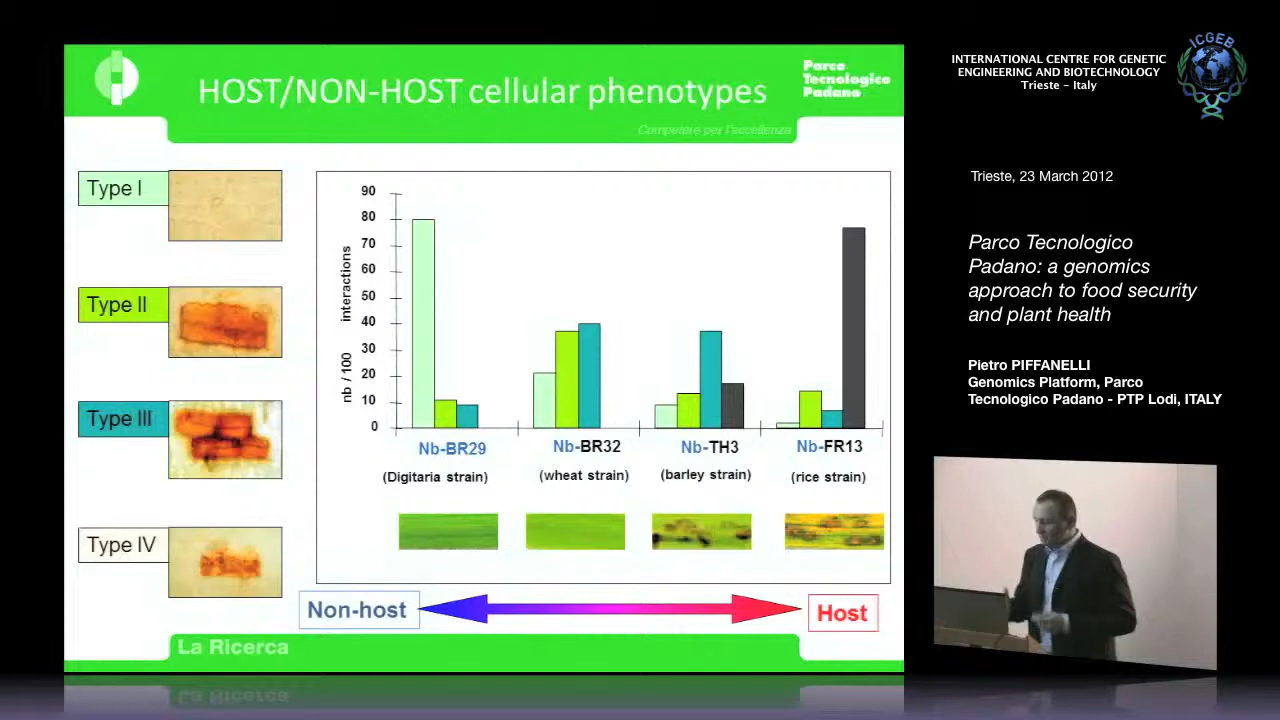 HOST/NON-HOST cellular phenotypes
Parco
Tecnologico
Padano
Competere per l'accellenza
Type I
Type II
Type III
Type IV
nb / 100 interactions
90
80
70
60
50
40
30
20
10
0
Nb-BR29
Nb-BR32
Nb-TH3
Nb-FR13
(Digitaria strain)
(wheat strain)
(barley strain)
(rice strain)
Non-host
Host
La Ricerca
INTERNATIONAL CENTRE FOR GENETIC
ENGINEERING AND BIOTECHNOLOGY
Trieste - Italy
ICGEB
Trieste, 23 March 2012
Parco Tecnologico
Padano: a genomics
approach to food security
and plant health
Pietro PIFFANELLI
Genomics Platform, Parco
Tecnologico Padano - PTP Lodi, ITALY